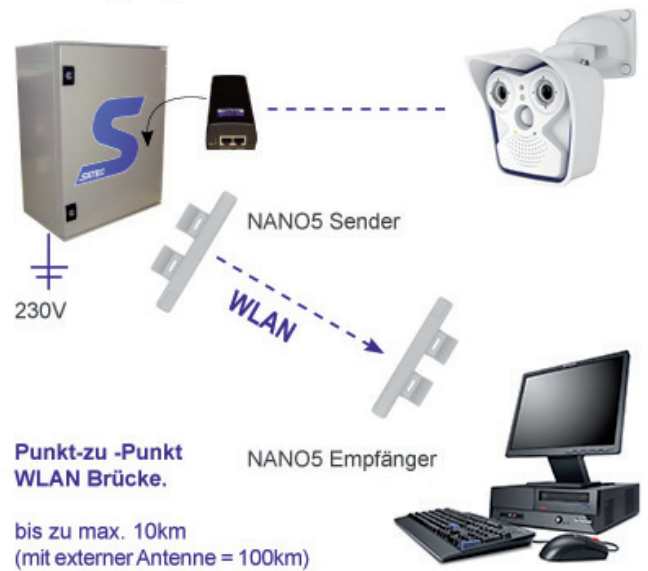 SATEC
NANO5 Sender
230V
WLAN
NANO5 Empfänger
Punkt-zu -Punkt
WLAN Brücke.
bis zu max. 10km
(mit externer Antenne = 100km)